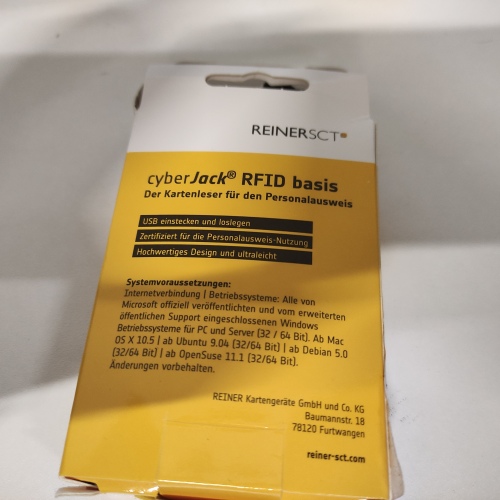 REINERSCT
cyberJack® RFID basis
Der Kartenleser für den Personalausweis
USB einstecken und loslegen
Zertifiziert für die Personalausweis-Nutzung
Hochwertiges Design und ultraleicht
Systemvoraussetzungen:
Internetverbindung | Betriebssysteme: Alle von
Microsoft offiziell veröffentlichten und vom erweiterten
öffentlichen Support eingeschlossenen Windows
Betriebssysteme für PC und Server (32 / 64 Bit). Ab Mac
OS X 10.5 | ab Ubuntu 9.04 (32/64 Bit) | ab Debian 5.0
(32/64 Bit) | ab OpenSuse 11.1 (32/64 Bit).
Änderungen vorbehalten.
REINER Kartengeräte GmbH und Co. KG
Baumannstr. 18
78120 Furtwangen
reiner-sct.com